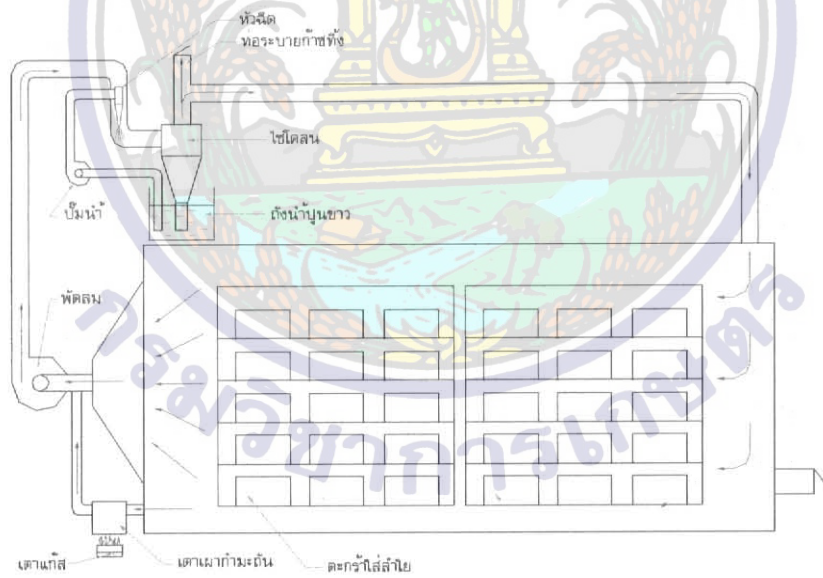 หัวฉีด
ท่อระบายก๊าซทิ้ง
ไซโคลน
ปั๊มน้ำ
ถังน้ำปูนขาว
พัดลม
กรมวิชาการเกษตร
เตาแก๊ส
เตาเผากำมะถัน
ตะกร้าใส่ลำไย